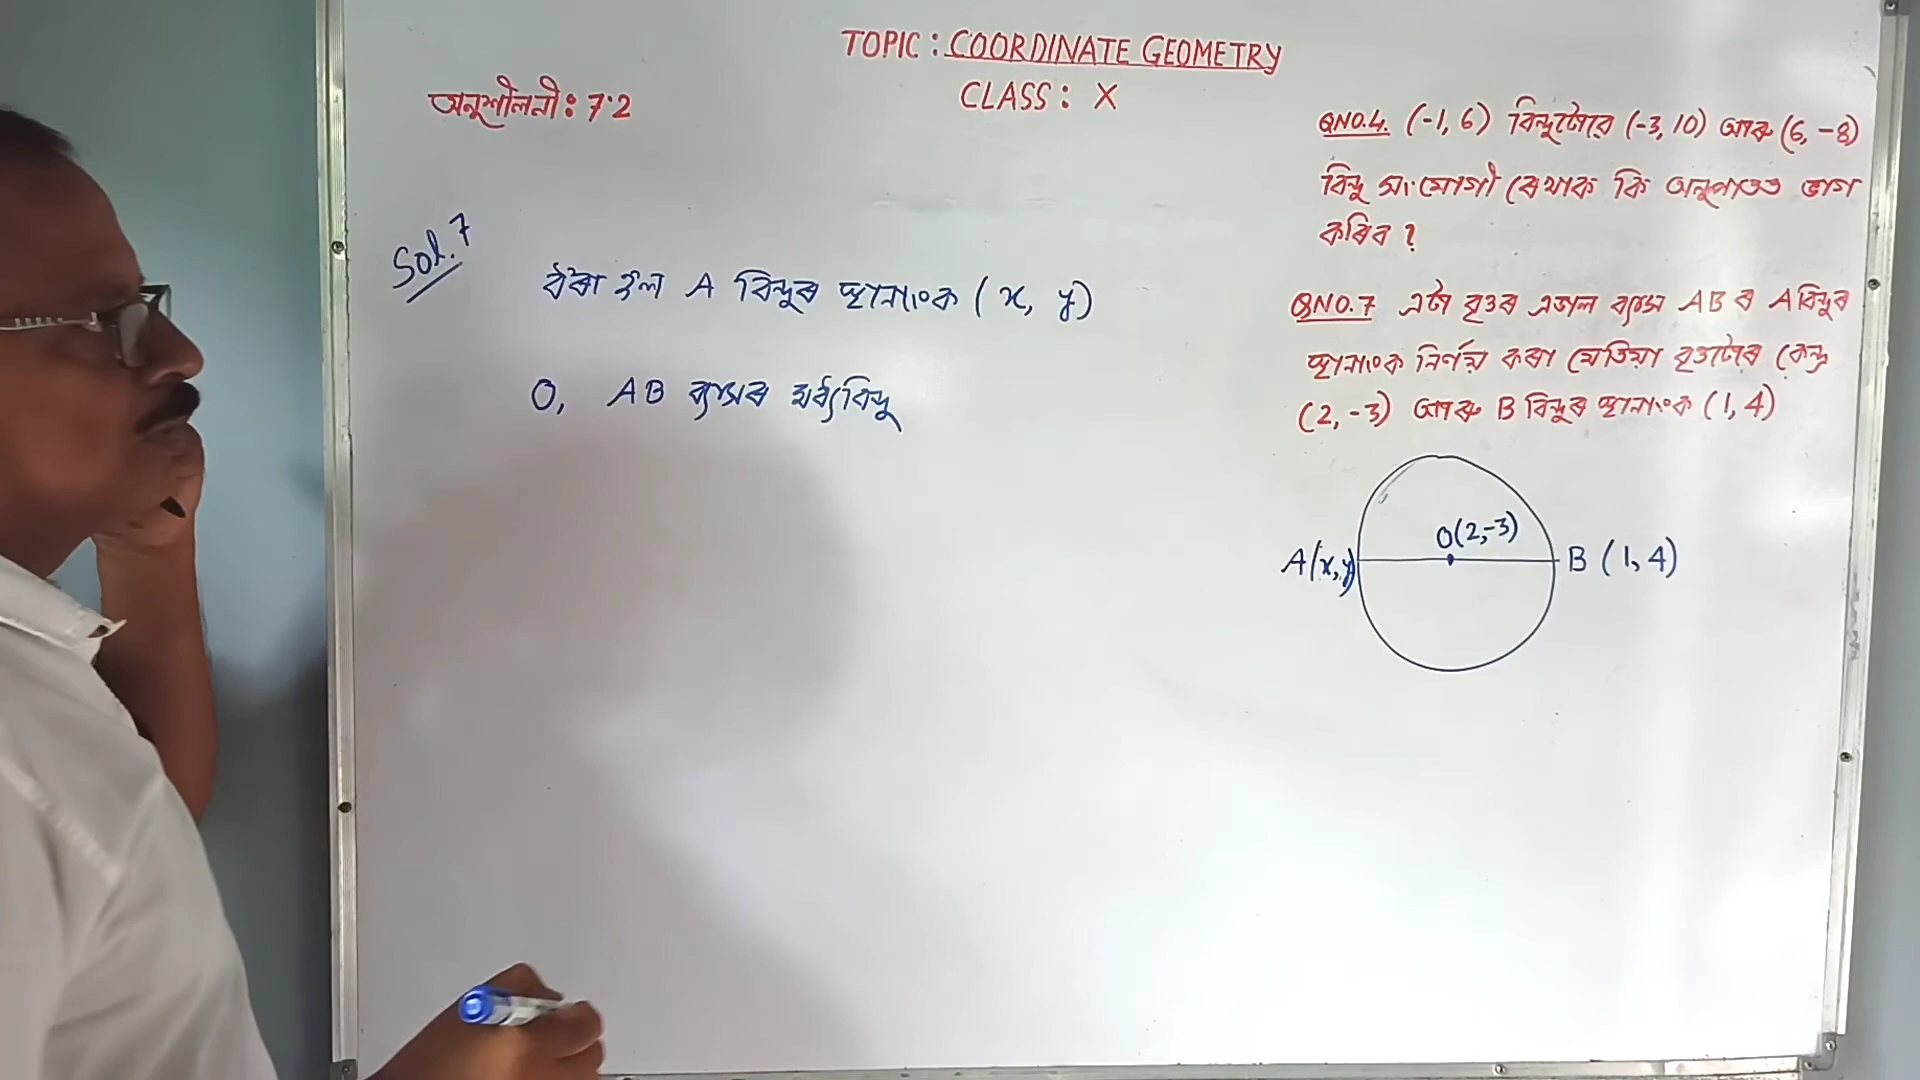 TOPIC : COORDINATE GEOMETRY
CLASS : X
অনুশীলনী : 7.2
QNO.4. (-1, 6) বিন্দুটোৱে (-3, 10) আৰু (6, -8)
বিন্দু সংযোগী ৰেখাক কি অনুপাতত ভাগ
কৰিব ?
QNO.7 এটা বৃত্তৰ এডাল ব্যাস AB ৰ A বিন্দুৰ
স্থানাংক নিৰ্ণয় কৰা যেতিয়া বৃত্তটোৰ কেন্দ্ৰ
(2, -3) আৰু B বিন্দুৰ স্থানাংক (1, 4)
Sol. 7
ধৰা হ'ল A বিন্দুৰ স্থানাংক (x, y)
O, AB ব্যাসৰ মধ্যবিন্দু
O(2,-3)
A(x,y)
B (1, 4)